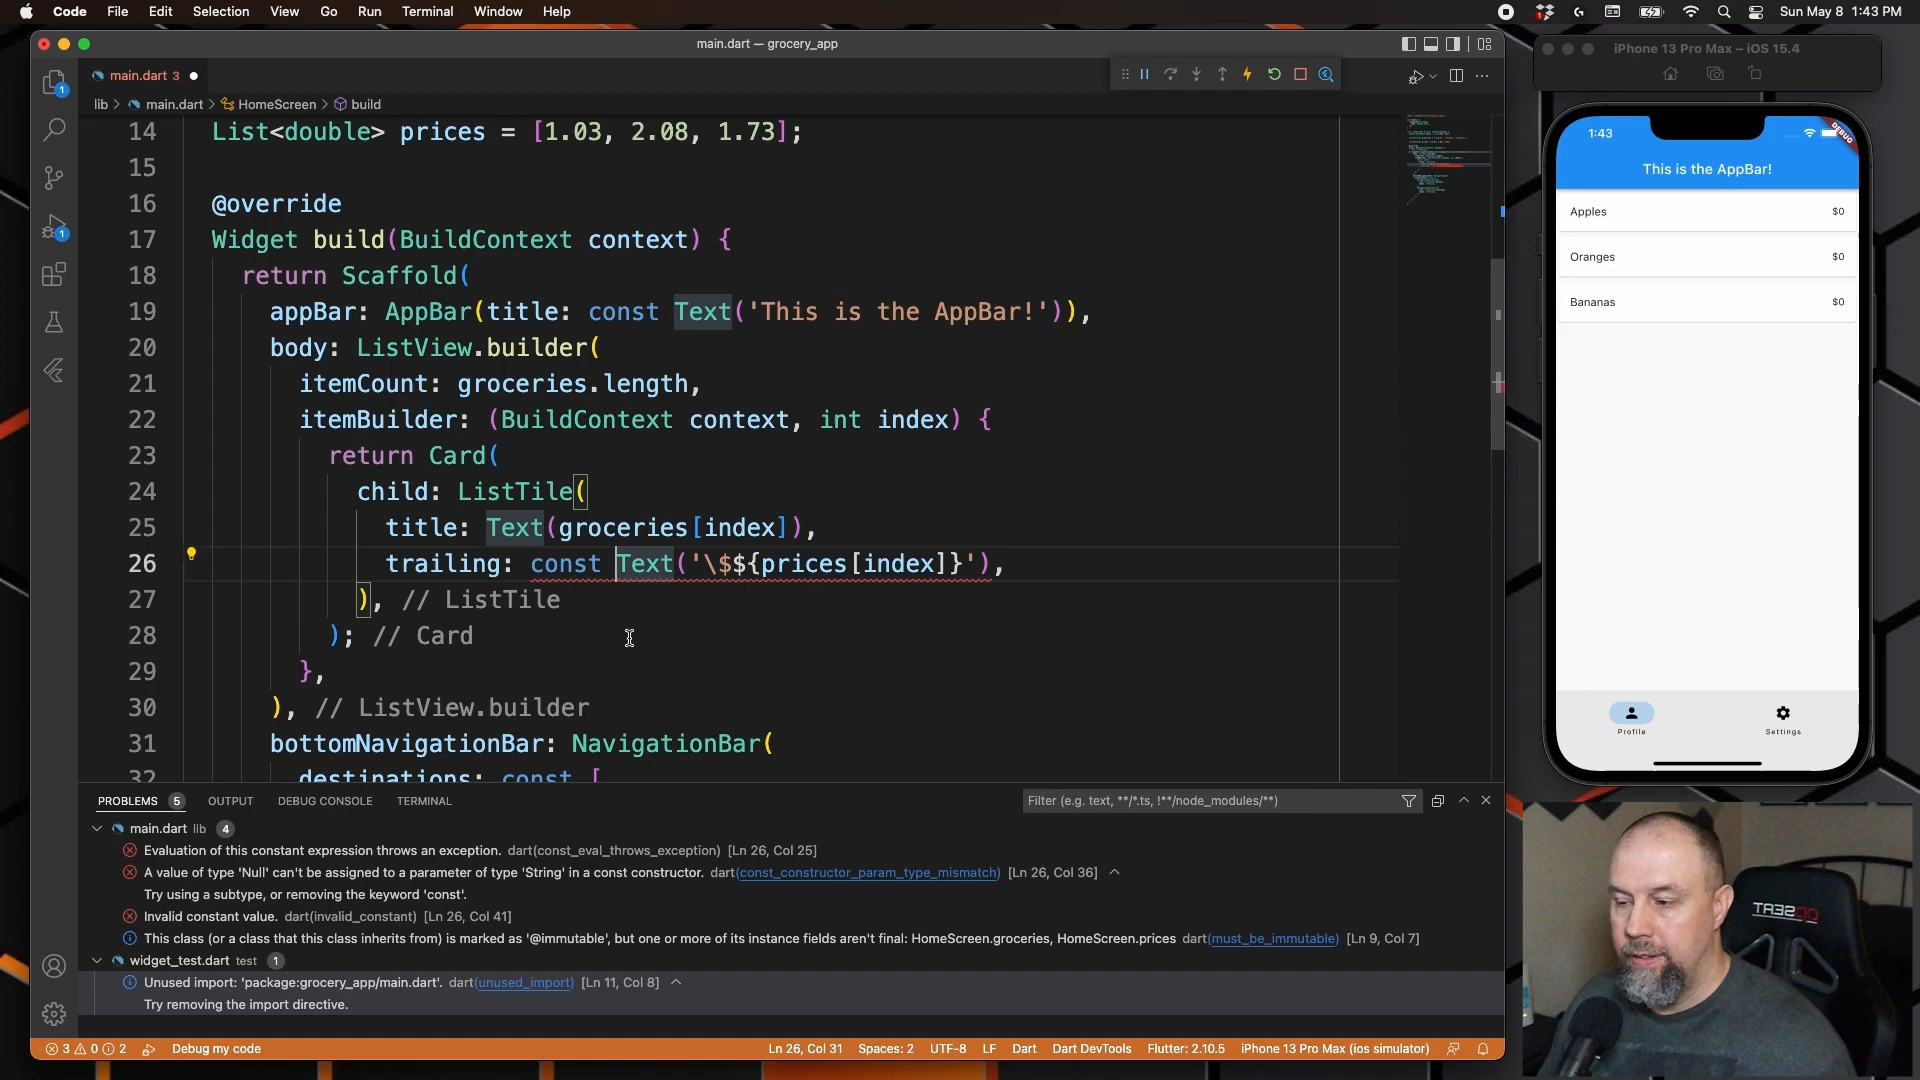 Code File Edit Selection View Go Run Terminal Window Help
Sun May 8 1:43 PM
main.dart — grocery_app
main.dart 3
lib > main.dart > HomeScreen > build
14 List<double> prices = [1.03, 2.08, 1.73];
15
16 @override
17 Widget build(BuildContext context) {
18 return Scaffold(
19 appBar: AppBar(title: const Text('This is the AppBar!')),
20 body: ListView.builder(
21 itemCount: groceries.length,
22 itemBuilder: (BuildContext context, int index) {
23 return Card(
24 child: ListTile(
25 title: Text(groceries[index]),
26 trailing: const Text('\$${prices[index]}'),
27 ), // ListTile
28 ); // Card
29 },
30 ), // ListView.builder
31 bottomNavigationBar: NavigationBar(
32 destinations: const [
PROBLEMS 5 OUTPUT DEBUG CONSOLE TERMINAL
Filter (e.g. text, **/*.ts, !**/node_modules/**)
main.dart lib 4
Evaluation of this constant expression throws an exception. dart(const_eval_throws_exception) [Ln 26, Col 25]
A value of type 'Null' can't be assigned to a parameter of type 'String' in a const constructor. dart(const_constructor_param_type_mismatch) [Ln 26, Col 36]
Try using a subtype, or removing the keyword 'const'.
Invalid constant value. dart(invalid_constant) [Ln 26, Col 41]
This class (or a class that this class inherits from) is marked as '@immutable', but one or more of its instance fields aren't final: HomeScreen.groceries, HomeScreen.prices dart(must_be_immutable) [Ln 9, Col 7]
widget_test.dart test 1
Unused import: 'package:grocery_app/main.dart'. dart(unused_import) [Ln 11, Col 8]
Try removing the import directive.
3 0 2 Debug my code
Ln 26, Col 31 Spaces: 2 UTF-8 LF Dart Dart DevTools Flutter: 2.10.5 iPhone 13 Pro Max (ios simulator)
1
1
iPhone 13 Pro Max – iOS 15.4
1:43
DEBUG
This is the AppBar!
Apples $0
Oranges $0
Bananas $0
Profile Settings